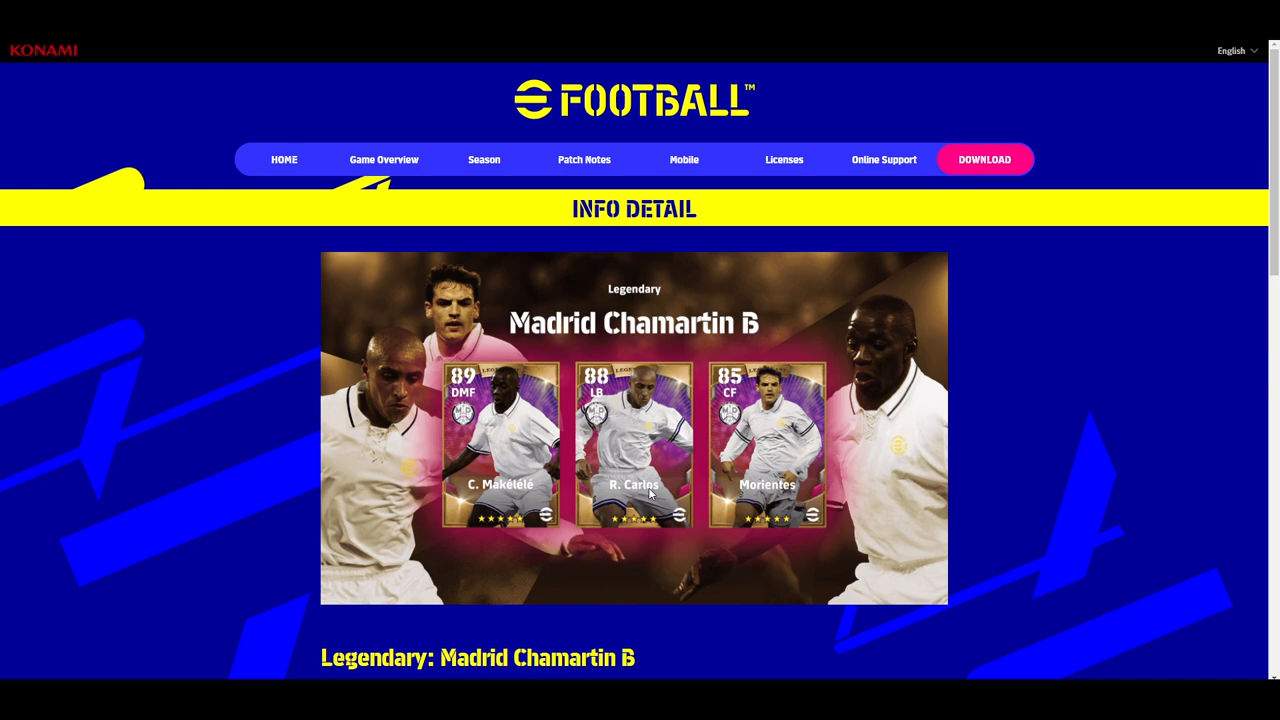 KONAMI
English
FOOTBALL™
HOME
Game Overview
Season
Patch Notes
Mobile
Licenses
Online Support
DOWNLOAD
INFO DETAIL
Legendary
Madrid Chamartin B
89
DMF
C. Makélélé
88
LB
R. Carlos
85
CF
Morientes
Legendary: Madrid Chamartin B